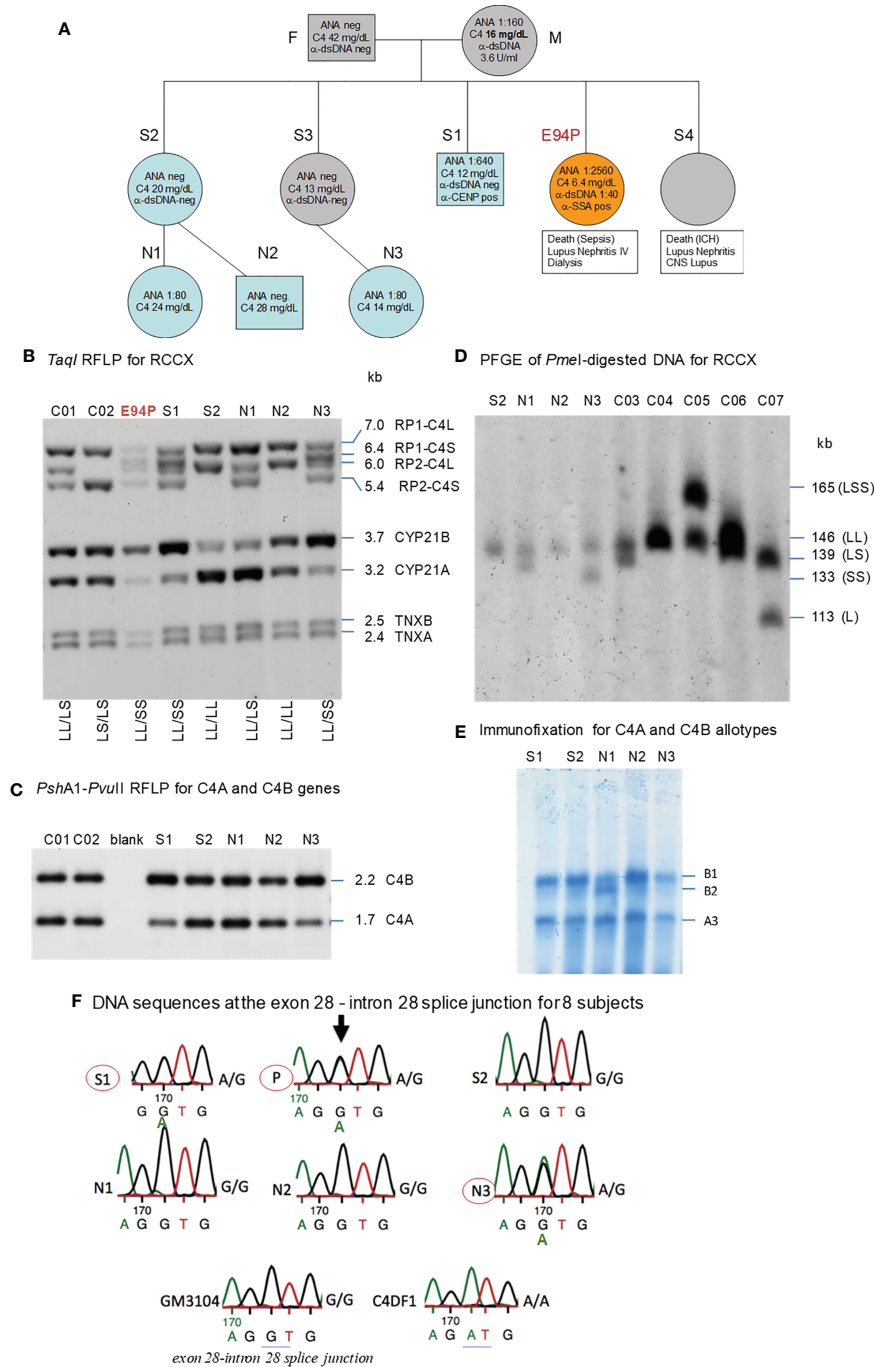 A
F
ANA neg
C4 42 mg/dL
α-dsDNA neg
ANA 1:160
C4 16 mg/dL
α-dsDNA
3.6 U/ml
M
S2
S3
S1
E94P
S4
ANA neg
C4 20 mg/dL
α-dsDNA-neg
ANA neg
C4 13 mg/dL
α-dsDNA-neg
ANA 1:640
C4 12 mg/dL
α-dsDNA neg
α-CENP pos
ANA 1:2560
C4 6.4 mg/dL
α-dsDNA 1:40
α-SSA pos
Death (Sepsis)
Lupus Nephritis IV
Dialysis
Death (ICH)
Lupus Nephritis
CNS Lupus
N1
N2
N3
ANA 1:80
C4 24 mg/dL
ANA neg
C4 28 mg/dL
ANA 1:80
C4 14 mg/dL
B TaqI RFLP for RCCX
kb
C01 C02 E94P S1 S2 N1 N2 N3
7.0 RP1-C4L
6.4 RP1-C4S
6.0 RP2-C4L
5.4 RP2-C4S
3.7 CYP21B
3.2 CYP21A
2.5 TNXB
2.4 TNXA
LL/LS LS/LS LL/SS LL/SS LL/LL LL/LS LL/LL LL/SS
D PFGE of PmeI-digested DNA for RCCX
S2 N1 N2 N3 C03 C04 C05 C06 C07
kb
165 (LSS)
146 (LL)
139 (LS)
133 (SS)
113 (L)
C PshA1-PvuII RFLP for C4A and C4B genes
C01 C02 blank S1 S2 N1 N2 N3
2.2 C4B
1.7 C4A
E Immunofixation for C4A and C4B allotypes
S1 S2 N1 N2 N3
B1
B2
A3
F DNA sequences at the exon 28 - intron 28 splice junction for 8 subjects
S1
170
G G T G
A
A/G
P
170
A G G T G
A
A/G
S2
A G G T G
G/G
N1
170
A G G T G
G/G
N2
170
A G G T G
G/G
N3
170
A G G T G
A
A/G
GM3104
170
A G G T G
G/G
C4DF1
170
A G A T G
A/A
exon 28-intron 28 splice junction